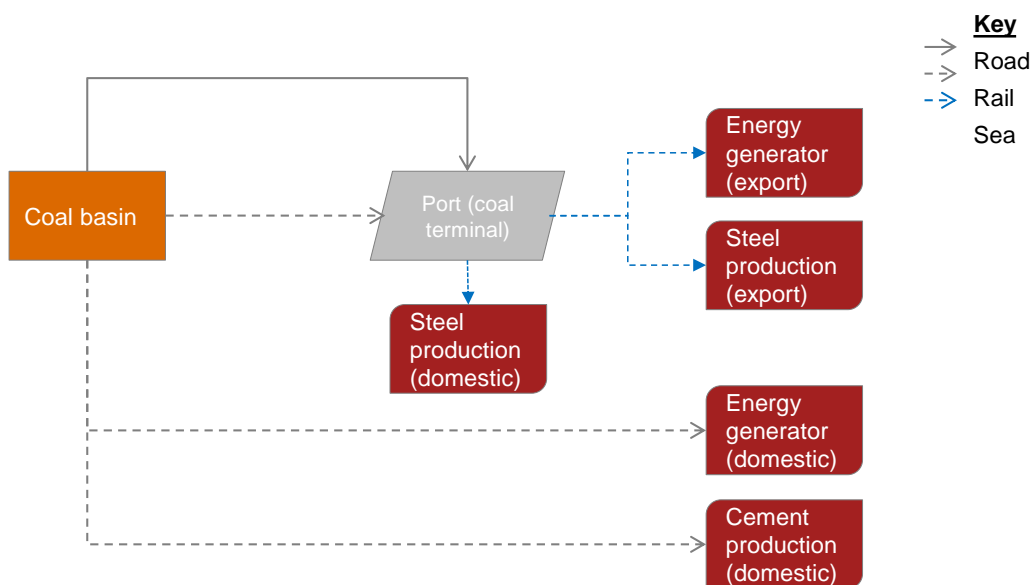 Key
Road
Rail
Sea
Energy
generator
(export)
Coal basin
Port (coal
terminal)
Steel
production
(export)
Steel
production
(domestic)
Energy
generator
(domestic)
Cement
production
(domestic)